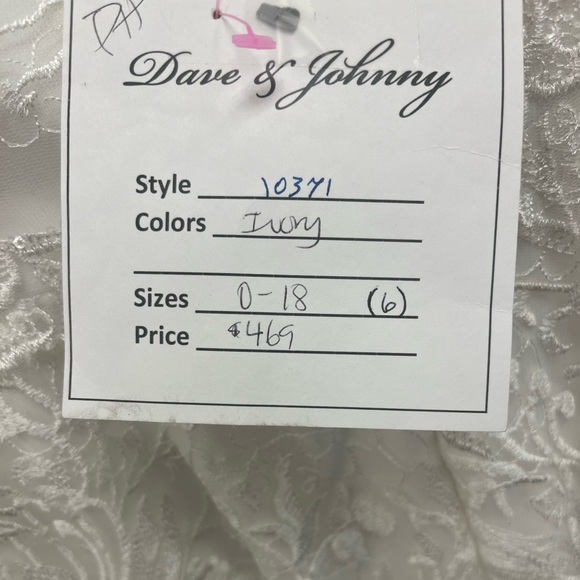 Dave & Johnny
Style 10371
Colors Ivory
Sizes 0-18 (6)
Price $469